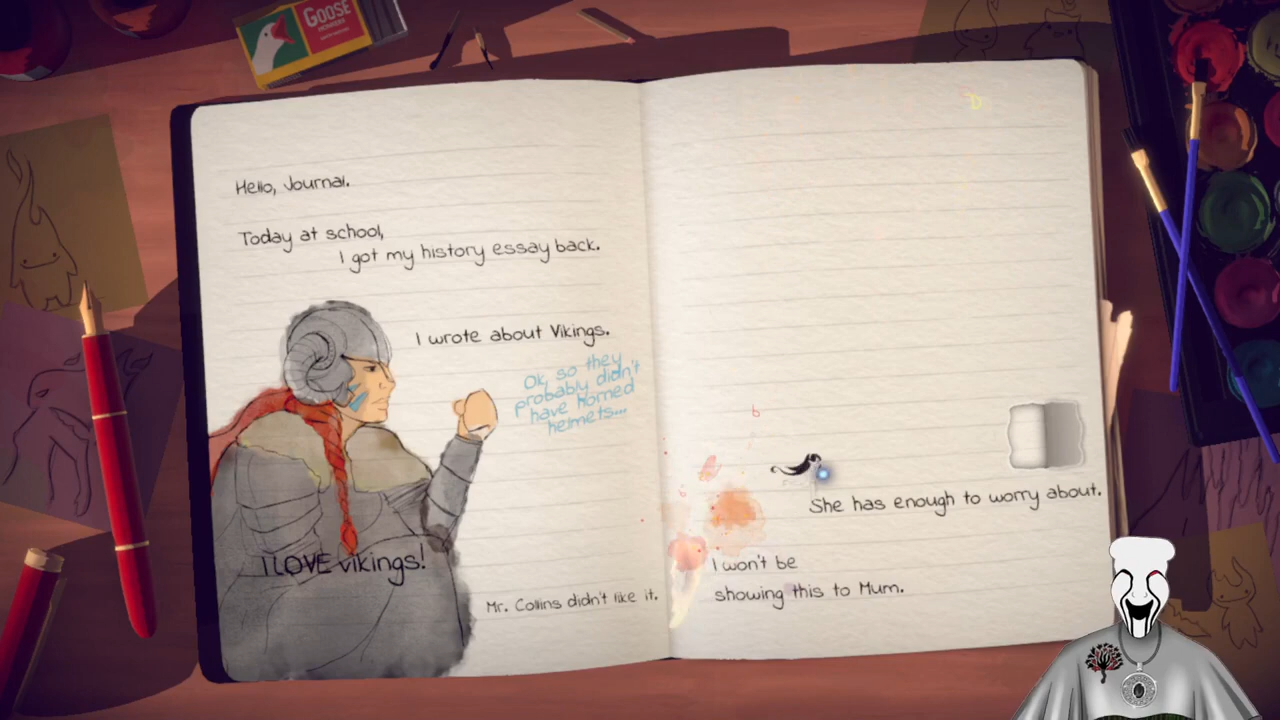 GOOSE
Hello, Journal.
Today at school,
I got my history essay back.
I wrote about Vikings.
Ok, so they
probably didn't
have horned
helmets...
I LOVE vikings!
Mr. Collins didn't like it.
D
b
She has enough to worry about.
I won't be
showing this to Mum.